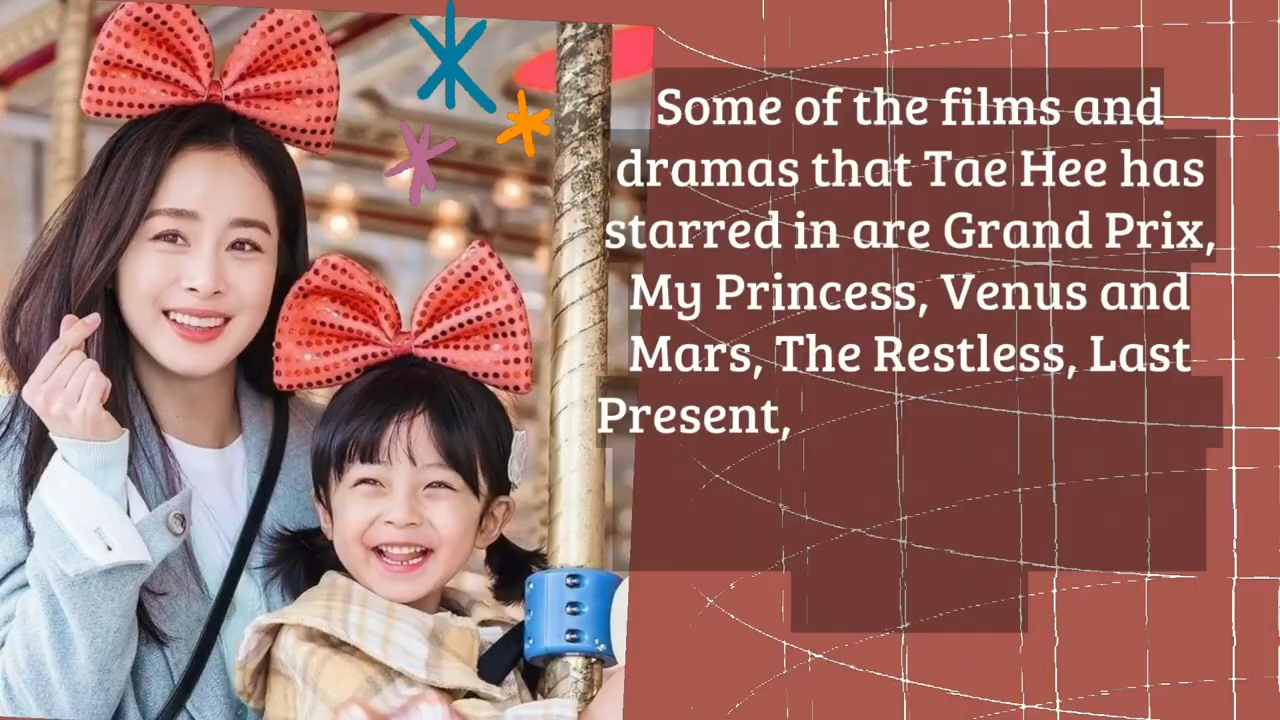 Some of the films and
dramas that Tae Hee has
starred in are Grand Prix,
My Princess, Venus and
Mars, The Restless, Last
Present,